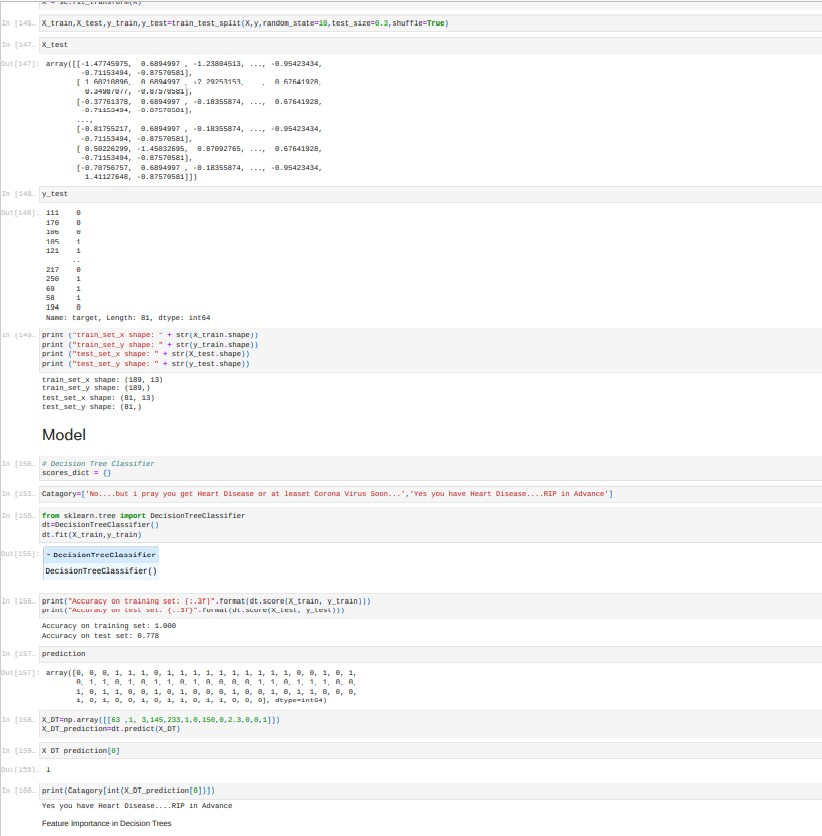 X = sc.fit_transform(X)
In [146… X_train,X_test,y_train,y_test=train_test_split(X,y,random_state=10,test_size=0.3,shuffle=True)
In [147… X_test
Out[147]: array([[-1.47745975, 0.6894997 , -1.23804513, ..., -0.95423434,
-0.71153494, -0.87570581],
[ 1.60210896, 0.6894997 , -2.29253153, . 0.67641928,
0.34987077, -0.87570581],
[-0.37761378, 0.6894997 , -0.18355874, ..., 0.67641928,
-0.71153494, -0.87570581],
...,
[-0.81755217, 0.6894997 , -0.18355874, ..., -0.95423434,
-0.71153494, -0.87570581],
[ 0.50226299, -1.45032695, 0.87092765, ..., 0.67641928,
-0.71153494, -0.87570581],
[-0.70756757, 0.6894997 , -0.18355874, ..., -0.95423434,
1.41127648, -0.87570581]])
In [148… y_test
Out[148]: 111 0
170 0
106 0
105 1
121 1
..
217 0
250 1
69 1
58 1
194 0
Name: target, Length: 81, dtype: int64
In [149… print ("train_set_x shape: " + str(X_train.shape))
print ("train_set_y shape: " + str(y_train.shape))
print ("test_set_x shape: " + str(X_test.shape))
print ("test_set_y shape: " + str(y_test.shape))
train_set_x shape: (189, 13)
train_set_y shape: (189,)
test_set_x shape: (81, 13)
test_set_y shape: (81,)
Model
In [150… # Decision Tree Classifier
scores_dict = {}
In [151… Catagory=['No....but i pray you get Heart Disease or at leaset Corona Virus Soon...','Yes you have Heart Disease....RIP in Advance']
In [155… from sklearn.tree import DecisionTreeClassifier
dt=DecisionTreeClassifier()
dt.fit(X_train,y_train)
Out[155]: DecisionTreeClassifier
DecisionTreeClassifier()
In [156… print("Accuracy on training set: {:.3f}".format(dt.score(X_train, y_train)))
print("Accuracy on test set: {:.3f}".format(dt.score(X_test, y_test)))
Accuracy on training set: 1.000
Accuracy on test set: 0.778
In [157… prediction
Out[157]: array([0, 0, 0, 1, 1, 1, 0, 1, 1, 1, 1, 1, 1, 1, 1, 1, 1, 0, 0, 1, 0, 1,
0, 1, 1, 0, 1, 0, 1, 0, 1, 0, 0, 0, 0, 1, 1, 0, 1, 1, 1, 0, 0,
1, 0, 1, 1, 0, 0, 1, 0, 1, 0, 0, 0, 1, 0, 0, 1, 0, 1, 1, 0, 0, 0,
1, 0, 1, 0, 1, 0, 1, 1, 0, 1, 1, 0, 0, 0], dtype=int64)
In [158… X_DT=np.array([[63 ,1, 3,145,233,1,0,150,0,2.3,0,0,1]])
X_DT_prediction=dt.predict(X_DT)
In [159… X_DT_prediction[0]
Out[159]: 1
In [160… print(Catagory[int(X_DT_prediction[0])])
Yes you have Heart Disease....RIP in Advance
Feature Importance in Decision Trees